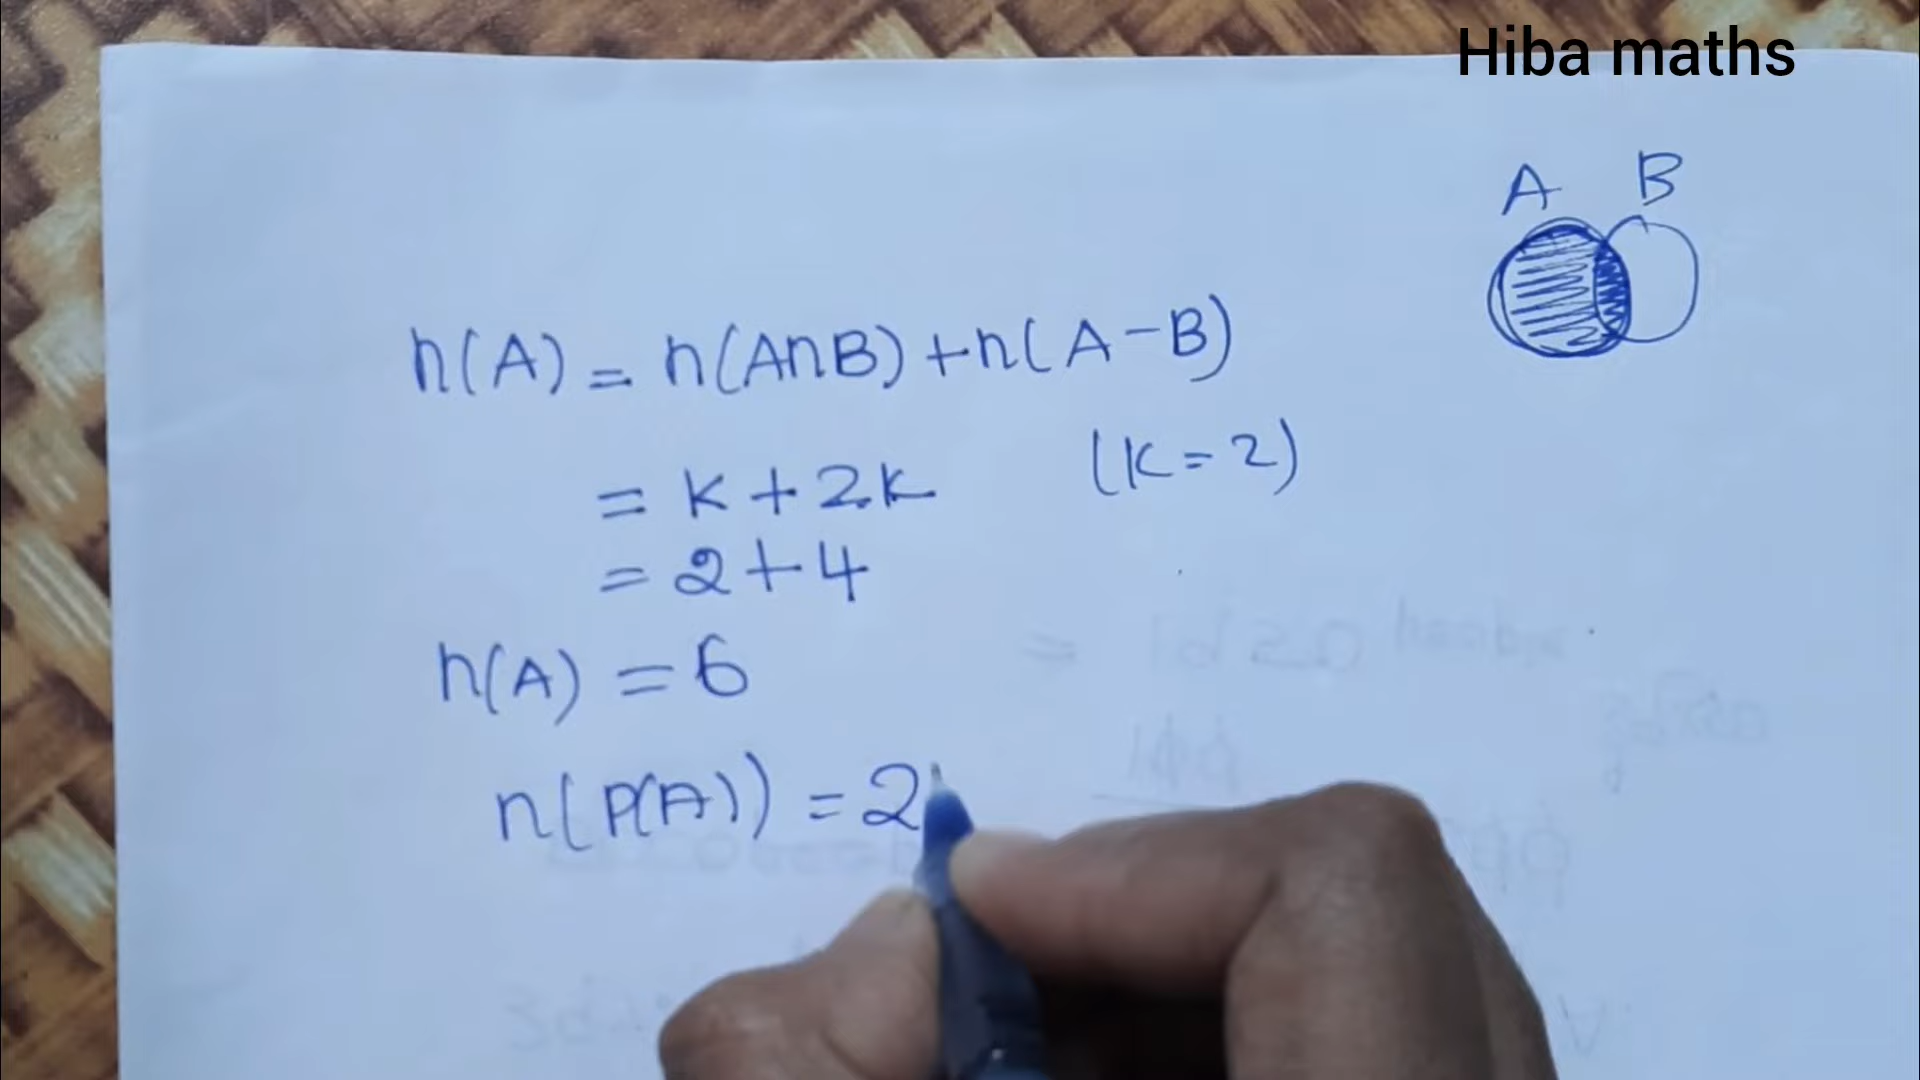 Hiba maths
A B
n(A) = n(A∩B) + n(A-B)
= K + 2K (K = 2)
= 2 + 4
n(A) = 6
n(P(A)) = 2